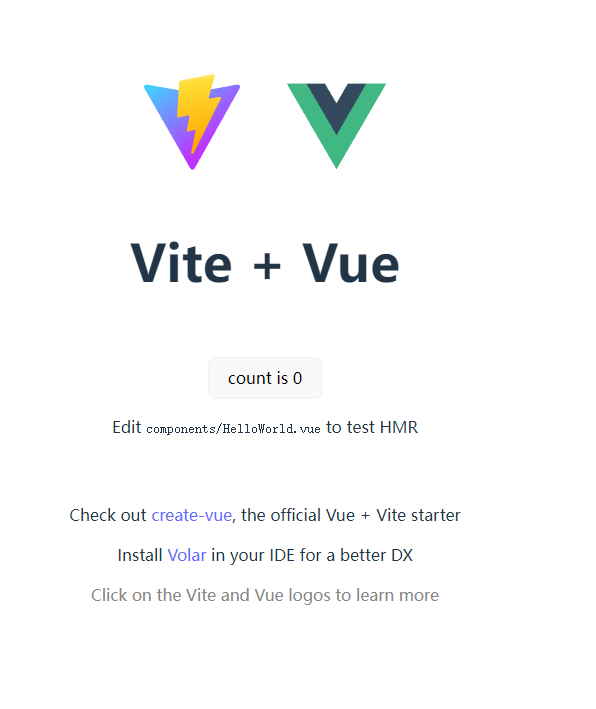 Vite + Vue
count is 0
Edit components/HelloWorld.vue to test HMR
Check out create-vue, the official Vue + Vite starter
Install Volar in your IDE for a better DX
Click on the Vite and Vue logos to learn more